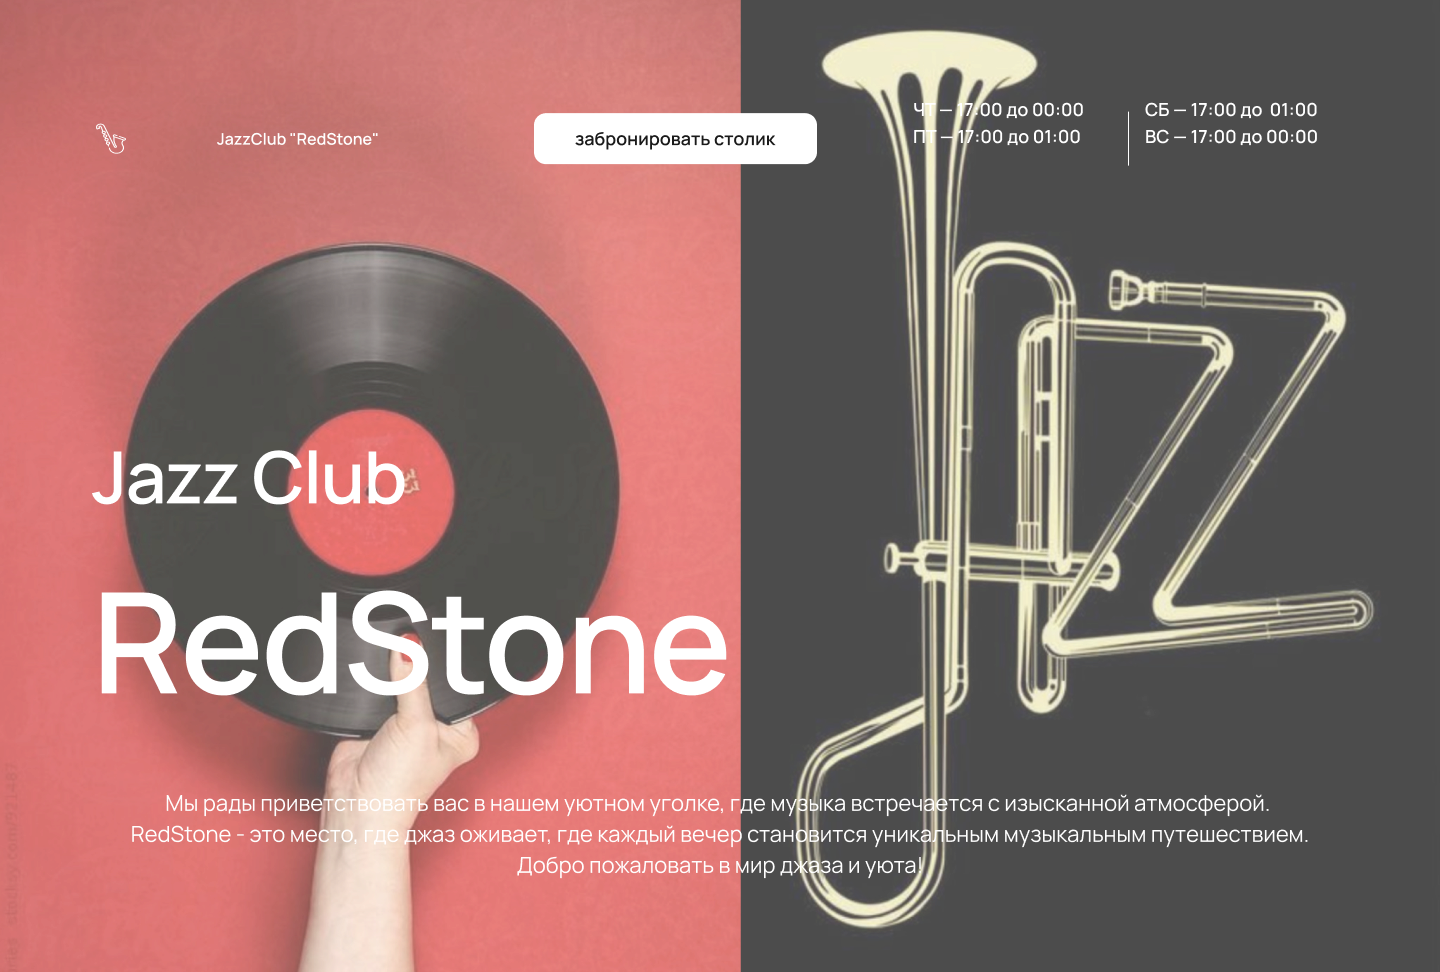 JazzClub "RedStone"
забронировать столик
ЧТ — 17:00 до 00:00
ПТ — 17:00 до 01:00
СБ — 17:00 до 01:00
ВС — 17:00 до 00:00
Jazz Club
RedStone
Мы рады приветствовать вас в нашем уютном уголке, где музыка встречается с изысканной атмосферой.
RedStone - это место, где джаз оживает, где каждый вечер становится уникальным музыкальным путешествием.
Добро пожаловать в мир джаза и уюта!